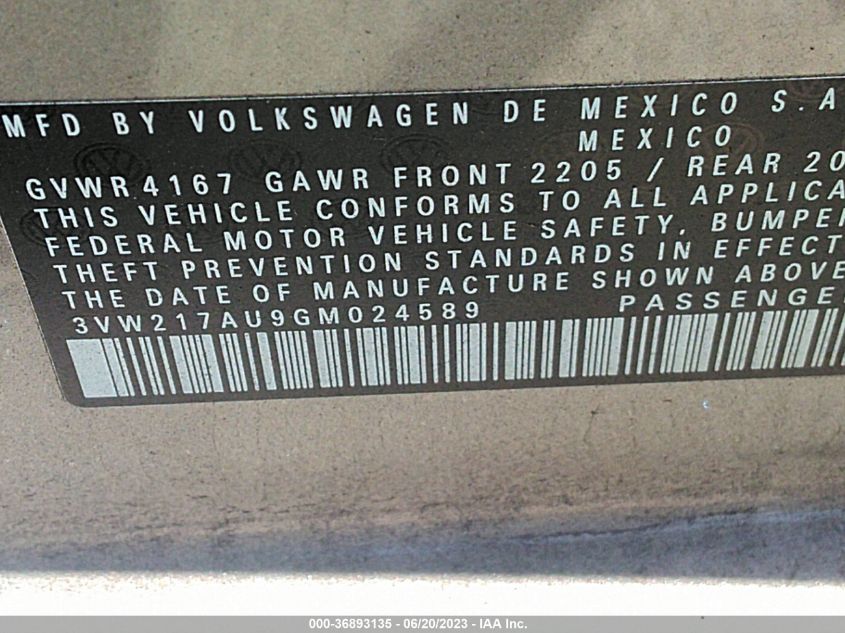 MFD BY VOLKSWAGEN DE MEXICO S.A
MEXICO
GVWR 4167 GAWR FRONT 2205 / REAR 20
THIS VEHICLE CONFORMS TO ALL APPLICA
FEDERAL MOTOR VEHICLE SAFETY, BUMPER
THEFT PREVENTION STANDARDS IN EFFECT
THE DATE OF MANUFACTURE SHOWN ABOVE
3VW217AU9GM024589 PASSENGE
000-36893135 - 06/20/2023 - IAA Inc.